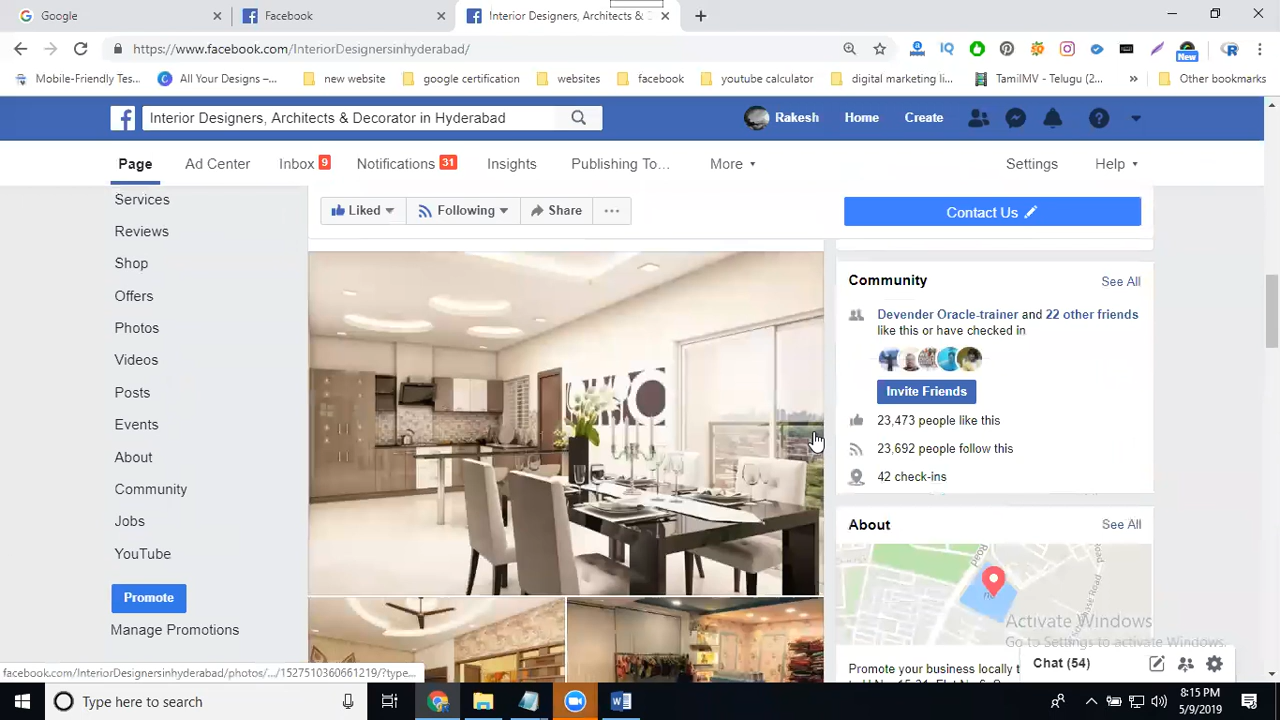 Google
Facebook
Interior Designers, Architects &
https://www.facebook.com/InteriorDesignersinhyderabad/
New
Mobile-Friendly Tes...
All Your Designs –...
new website
google certification
websites
facebook
youtube calculator
digital marketing li...
TamilMV - Telugu (2...
Other bookmarks
Interior Designers, Architects & Decorator in Hyderabad
Rakesh
Home
Create
Page
Ad Center
Inbox 9
Notifications 31
Insights
Publishing To...
More
Settings
Help
Services
Reviews
Shop
Offers
Photos
Videos
Posts
Events
About
Community
Jobs
YouTube
Promote
Manage Promotions
Liked
Following
Share
Contact Us
Community
See All
Devender Oracle-trainer and 22 other friends
like this or have checked in
Invite Friends
23,473 people like this
23,692 people follow this
42 check-ins
About
See All
Road
Activate Windows
Go to Settings to activate Windows.
Promote your business locally t
Chat (54)
facebook.com/InteriorDesignersinhyderabad/photos/.../1527510360661219/?type...
Type here to search
8:15 PM
5/9/2019